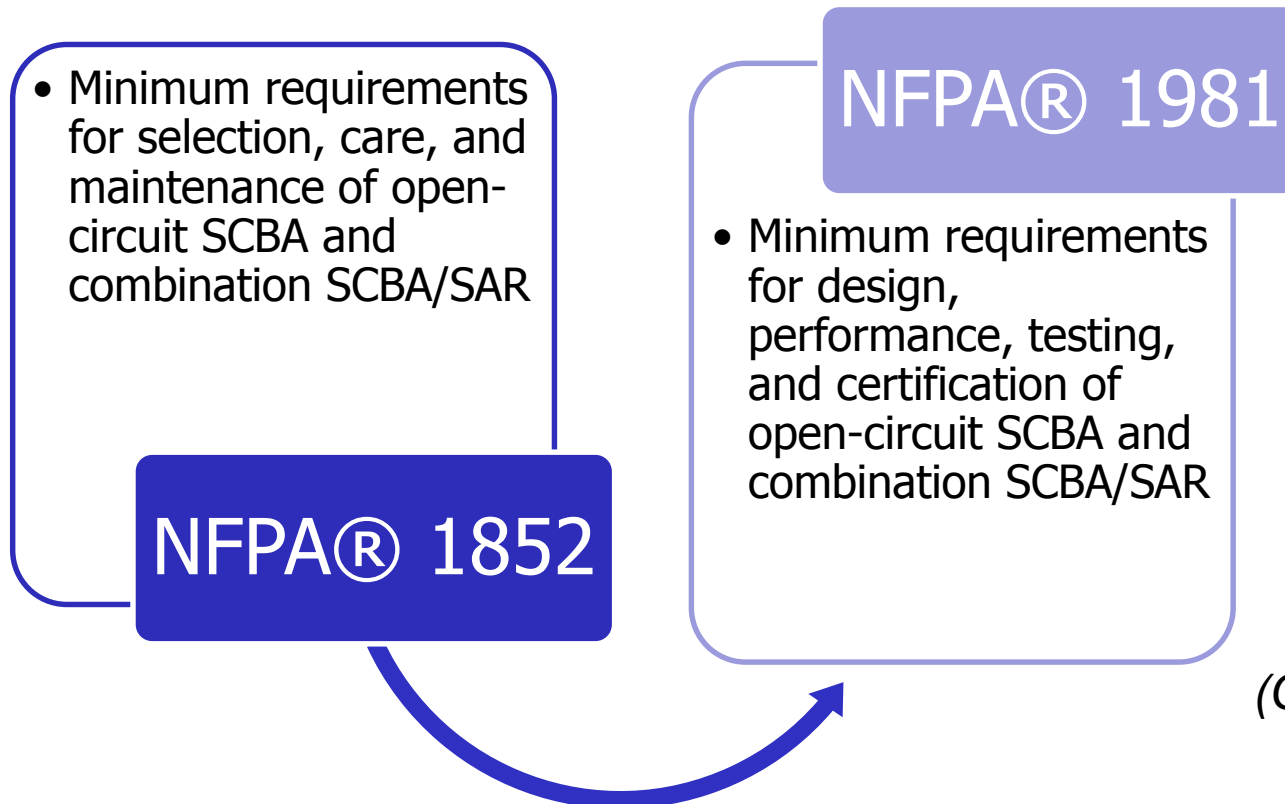 • Minimum requirements
for selection, care, and
maintenance of open-
circuit SCBA and
combination SCBA/SAR
NFPA® 1852
NFPA® 1981
• Minimum requirements
for design,
performance, testing,
and certification of
open-circuit SCBA and
combination SCBA/SAR